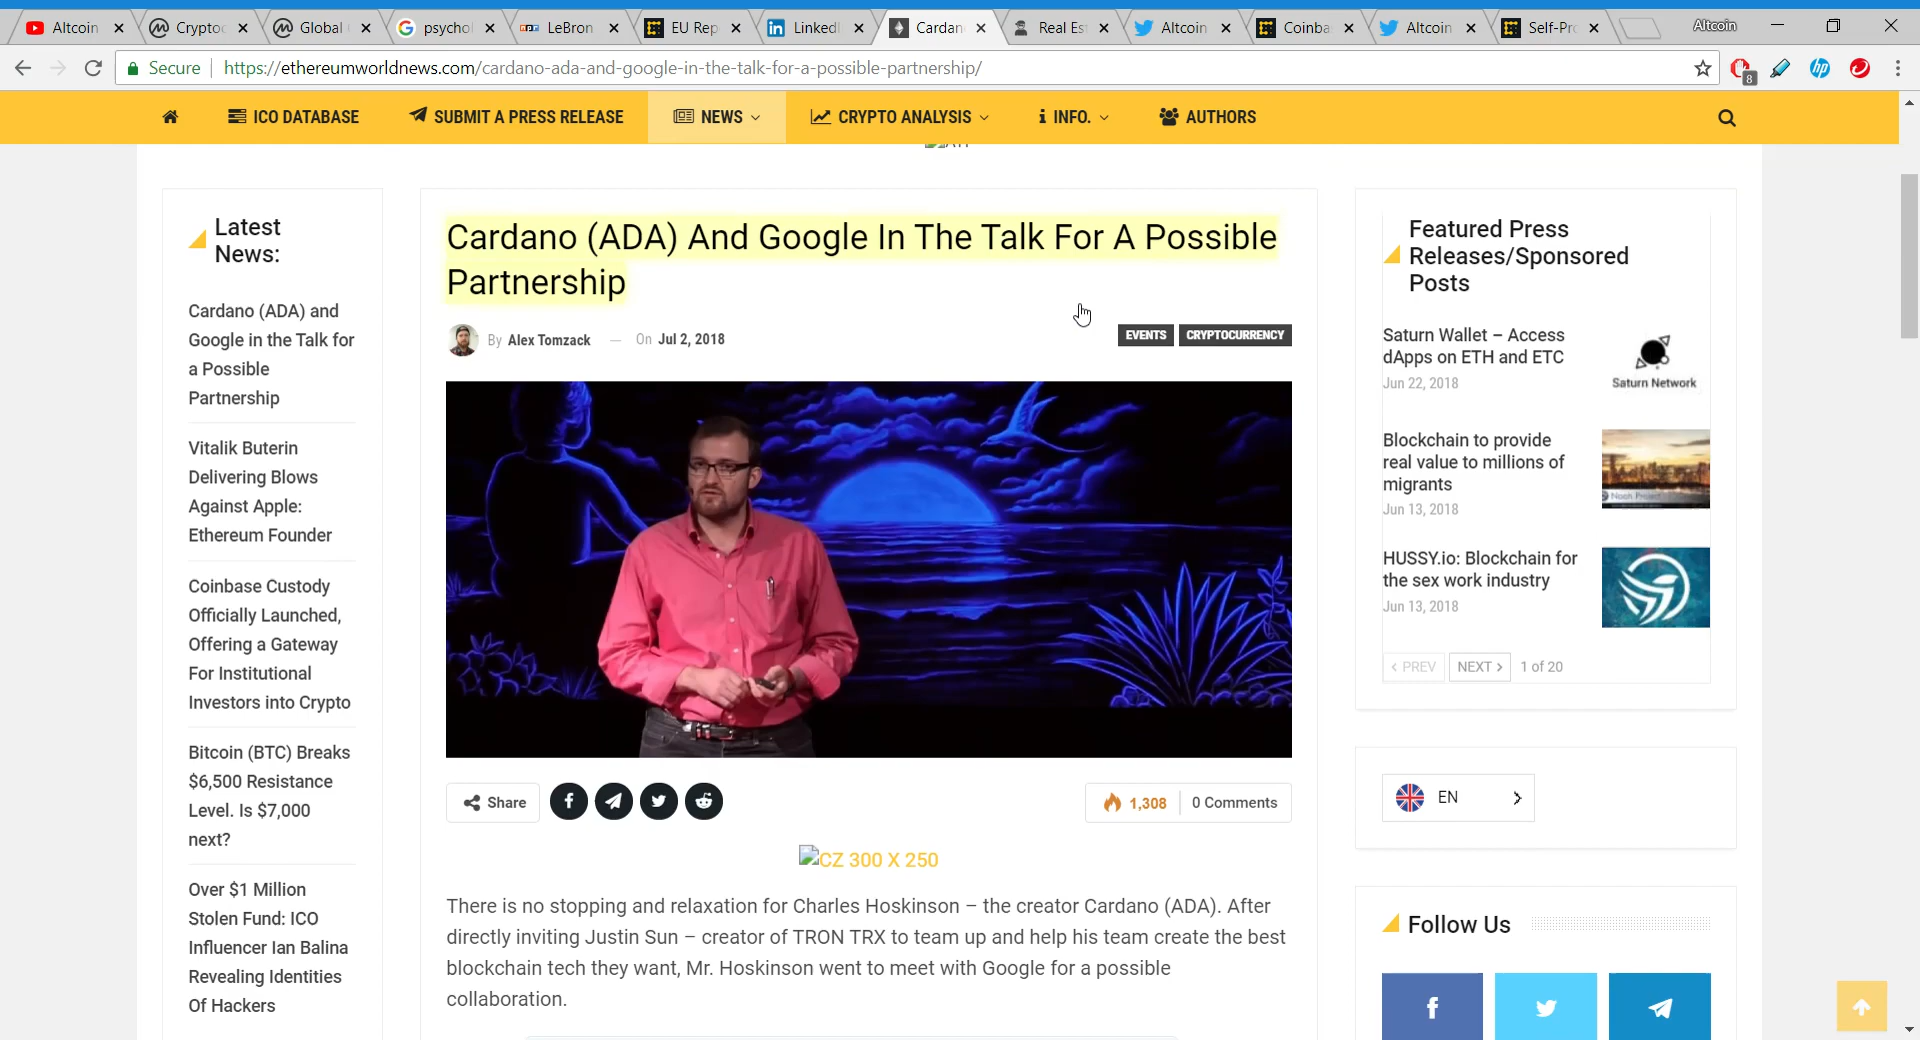 Altcoin
Cryptoc
Global
psychol
LeBron
EU Rep
LinkedI
Cardan
Real Es
Altcoin
Coinba
Altcoin
Self-Pro
Altcoin
Secure
https://ethereumworldnews.com/cardano-ada-and-google-in-the-talk-for-a-possible-partnership/
8
ICO DATABASE
SUBMIT A PRESS RELEASE
NEWS
CRYPTO ANALYSIS
INFO.
AUTHORS
Latest
News:
Cardano (ADA) and
Google in the Talk for
a Possible
Partnership
Vitalik Buterin
Delivering Blows
Against Apple:
Ethereum Founder
Coinbase Custody
Officially Launched,
Offering a Gateway
For Institutional
Investors into Crypto
Bitcoin (BTC) Breaks
$6,500 Resistance
Level. Is $7,000
next?
Over $1 Million
Stolen Fund: ICO
Influencer Ian Balina
Revealing Identities
Of Hackers
Cardano (ADA) And Google In The Talk For A Possible
Partnership
By Alex Tomzack — On Jul 2, 2018
EVENTS
CRYPTOCURRENCY
Share
1,308
0 Comments
CZ 300 X 250
There is no stopping and relaxation for Charles Hoskinson – the creator Cardano (ADA). After
directly inviting Justin Sun – creator of TRON TRX to team up and help his team create the best
blockchain tech they want, Mr. Hoskinson went to meet with Google for a possible
collaboration.
Featured Press
Releases/Sponsored
Posts
Saturn Wallet – Access
dApps on ETH and ETC
Jun 22, 2018
Saturn Network
Blockchain to provide
real value to millions of
migrants
Jun 13, 2018
Noah Project
HUSSY.io: Blockchain for
the sex work industry
Jun 13, 2018
PREV
NEXT
1 of 20
EN
Follow Us